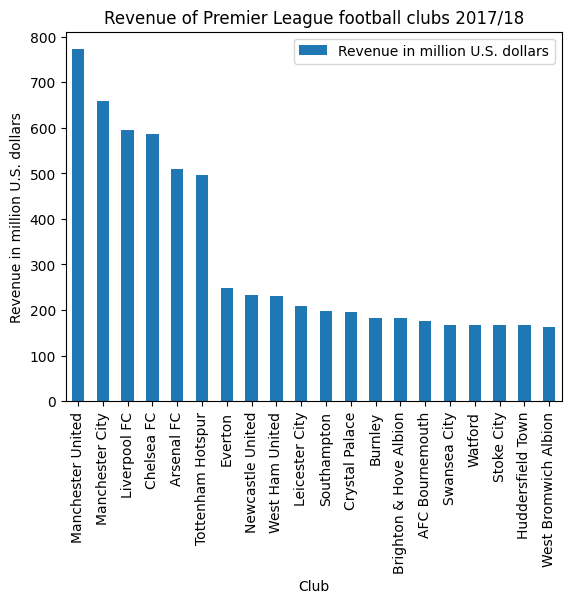 Revenue of Premier League football clubs 2017/18
Revenue in million U.S. dollars
Revenue in million U.S. dollars
800
700
600
500
400
300
200
100
0
Manchester United
Manchester City
Liverpool FC
Chelsea FC
Arsenal FC
Tottenham Hotspur
Everton
Newcastle United
West Ham United
Leicester City
Southampton
Crystal Palace
Burnley
Brighton & Hove Albion
AFC Bournemouth
Swansea City
Watford
Stoke City
Huddersfield Town
West Bromwich Albion
Club